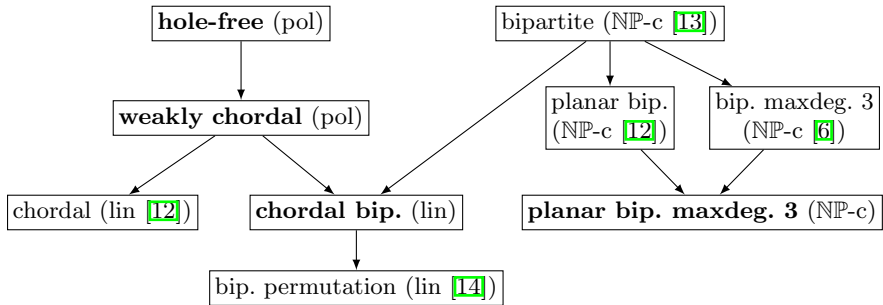 hole-free (pol)
bipartite (ℕℙ-c [13])
weakly chordal (pol)
planar bip.
(ℕℙ-c [12])
bip. maxdeg. 3
(ℕℙ-c [6])
chordal (lin [12])
chordal bip. (lin)
planar bip. maxdeg. 3 (ℕℙ-c)
bip. permutation (lin [14])